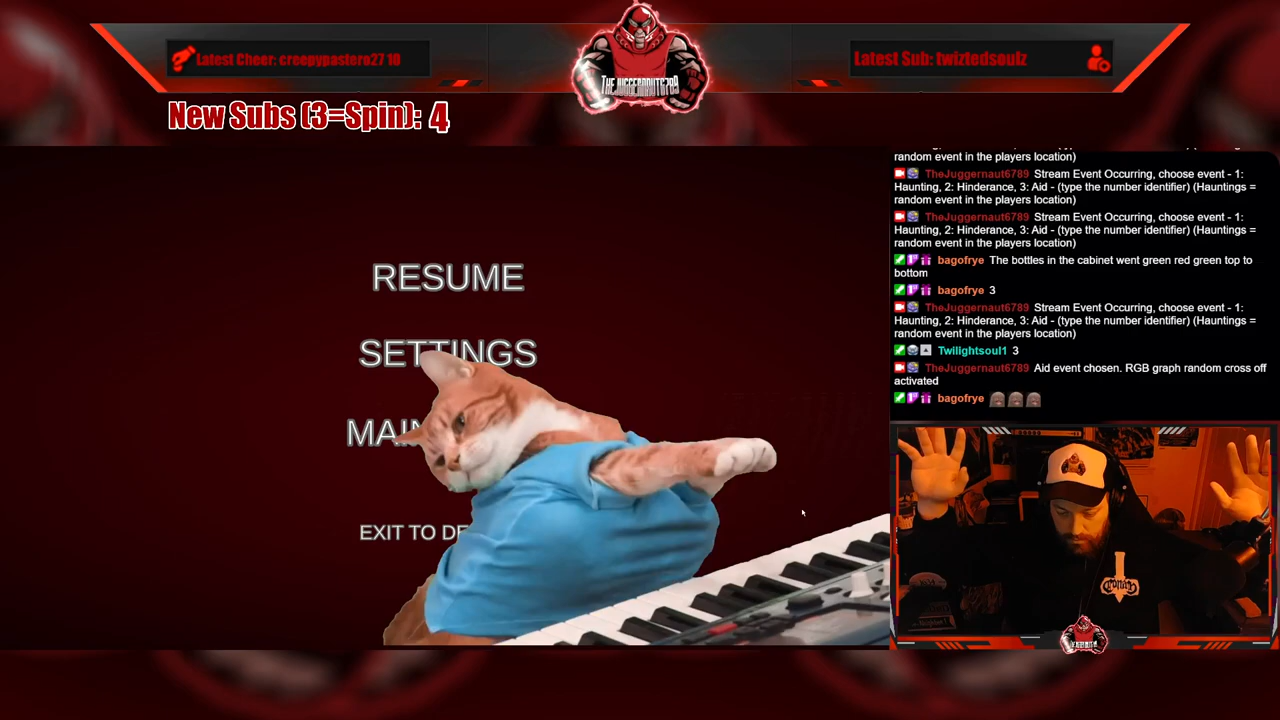 Latest Cheer: creepypastero27 10
THEJUGGERNAUT6789
Latest Sub: twiztedsoulz
New Subs (3=Spin): 4
RESUME
SETTINGS
MAIN
EXIT TO DE
random event in the players location)
TheJuggernaut6789 Stream Event Occurring, choose event - 1:
Haunting, 2: Hinderance, 3: Aid - (type the number identifier) (Hauntings =
random event in the players location)
TheJuggernaut6789 Stream Event Occurring, choose event - 1:
Haunting, 2: Hinderance, 3: Aid - (type the number identifier) (Hauntings =
random event in the players location)
bagofrye The bottles in the cabinet went green red green top to
bottom
bagofrye 3
TheJuggernaut6789 Stream Event Occurring, choose event - 1:
Haunting, 2: Hinderance, 3: Aid - (type the number identifier) (Hauntings =
random event in the players location)
Twilightsoul1 3
TheJuggernaut6789 Aid event chosen. RGB graph random cross off
activated
bagofrye